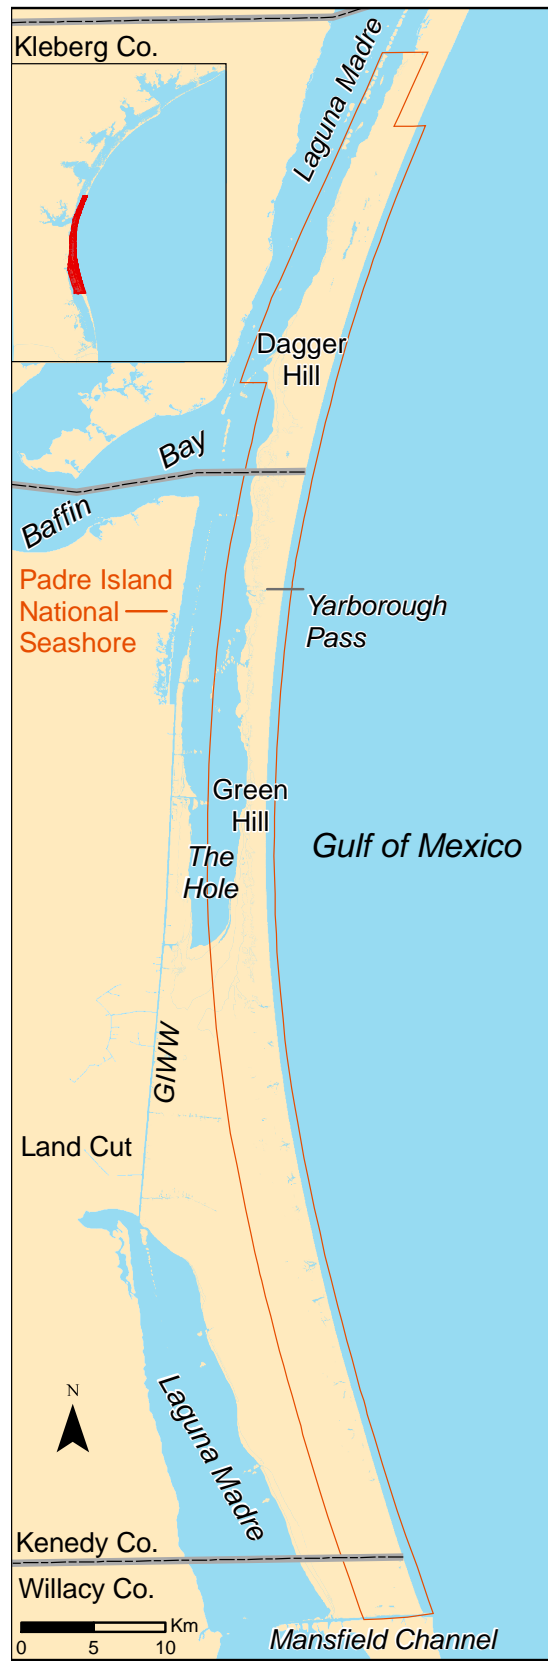 Kleberg Co.
Laguna Madre
Dagger
Hill
Bay
Baffin
Padre Island
National
Seashore
Yarborough
Pass
Green
Hill
The
Hole
Gulf of Mexico
GIWW
Land Cut
N
Laguna Madre
Kenedy Co.
Willacy Co.
Km
0 5 10
Mansfield Channel